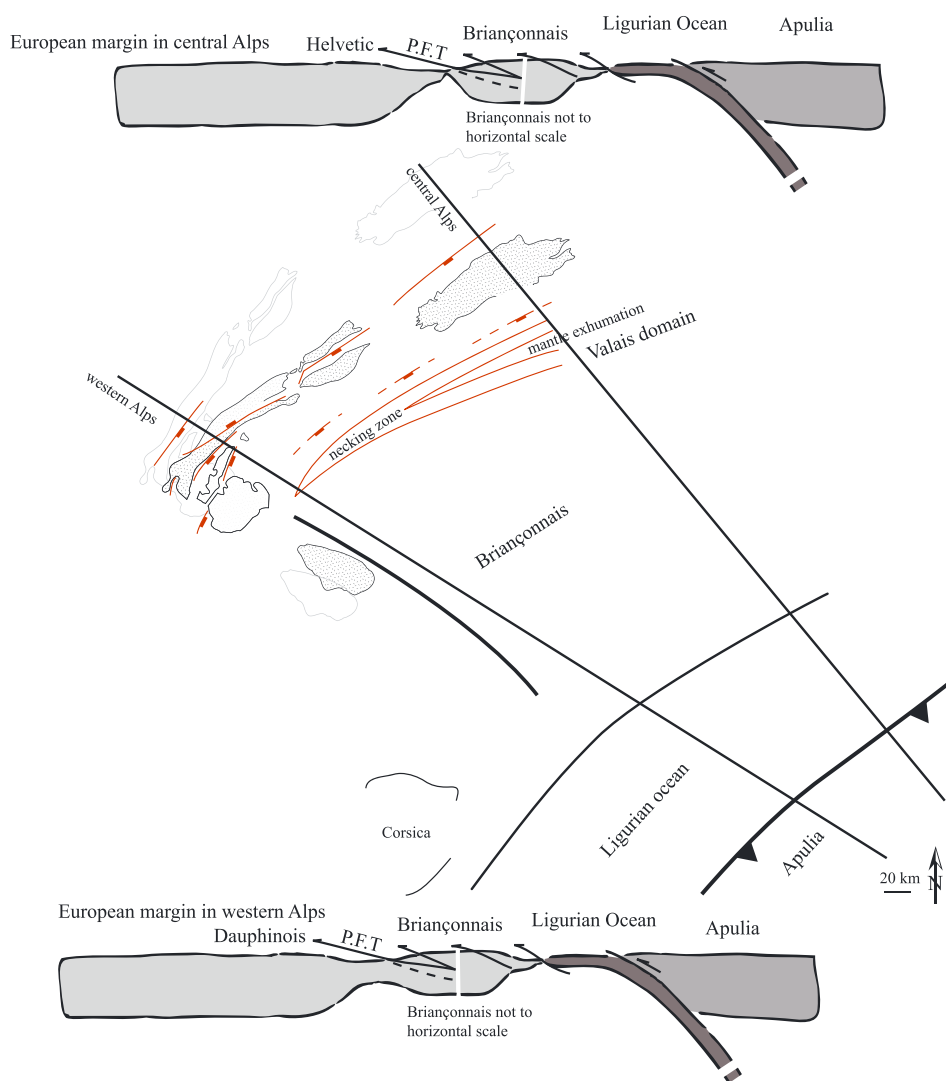 European margin in central Alps
Helvetic
P.F.T
Briançonnais
Ligurian Ocean
Apulia
Briançonnais not to
horizontal scale
central Alps
western Alps
mantle exhumation
Valais domain
necking zone
Briançonnais
Corsica
Ligurian ocean
Apulia
20 km
N
European margin in western Alps
Dauphinois
P.F.T
Briançonnais
Ligurian Ocean
Apulia
Briançonnais not to
horizontal scale